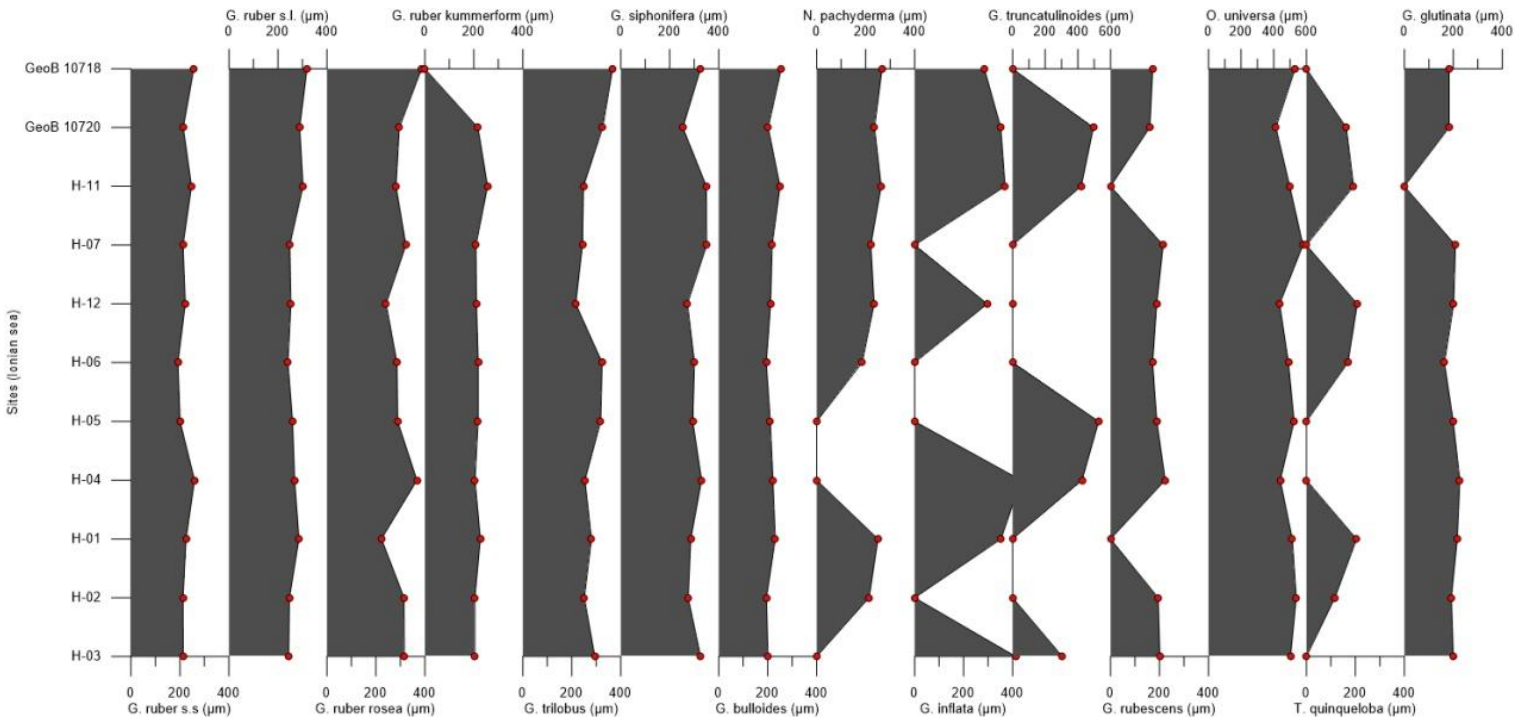 G. ruber s.l. (µm) G. ruber kummerform (µm) G. siphonifera (µm) N. pachyderma (µm) G. truncatulinoides (µm) O. universa (µm) G. glutinata (µm)
0 200 400 0 200 400 0 200 400 0 200 400 0 200 400 600 0 200 400 600 0 200 400
GeoB 10718
GeoB 10720
H-11
H-07
H-12
H-06
H-05
H-04
H-01
H-02
H-03
Sites (Ionian sea)
0 200 400 0 200 400 0 200 400 0 200 400 0 200 400 0 200 400 0 200 400
G. ruber s.s (µm) G. ruber rosea (µm) G. trilobus (µm) G. bulloides (µm) G. inflata (µm) G. rubescens (µm) T. quinqueloba (µm)